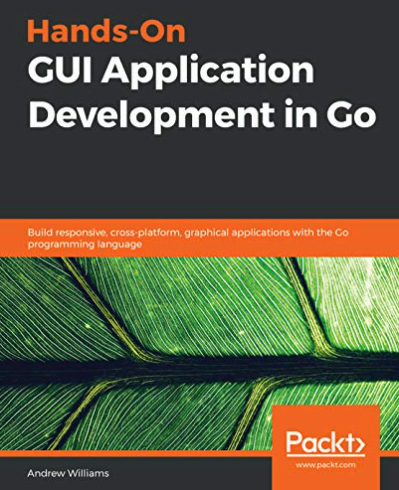 Hands-On
GUI Application
Development in Go
Build responsive, cross-platform, graphical applications with the Go
programming language
Packt>
www.packt.com
Andrew Williams